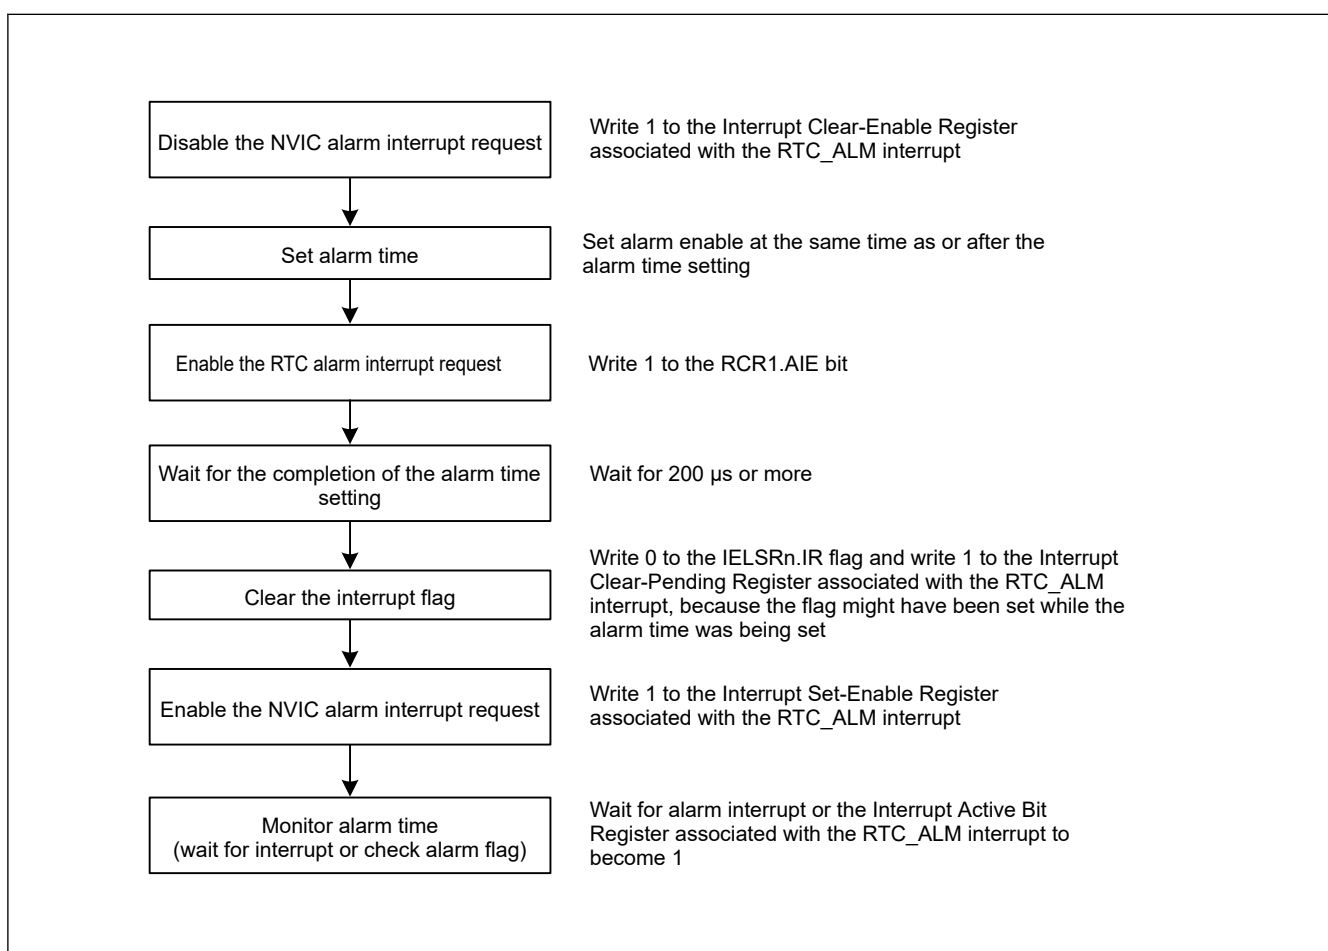 Disable the NVIC alarm interrupt request
Write 1 to the Interrupt Clear-Enable Register
associated with the RTC_ALM interrupt
Set alarm time
Set alarm enable at the same time as or after the
alarm time setting
Enable the RTC alarm interrupt request
Write 1 to the RCR1.AIE bit
Wait for the completion of the alarm time
setting
Wait for 200 µs or more
Clear the interrupt flag
Write 0 to the IELSRn.IR flag and write 1 to the Interrupt
Clear-Pending Register associated with the RTC_ALM
interrupt, because the flag might have been set while the
alarm time was being set
Enable the NVIC alarm interrupt request
Write 1 to the Interrupt Set-Enable Register
associated with the RTC_ALM interrupt
Monitor alarm time
(wait for interrupt or check alarm flag)
Wait for alarm interrupt or the Interrupt Active Bit
Register associated with the RTC_ALM interrupt to
become 1